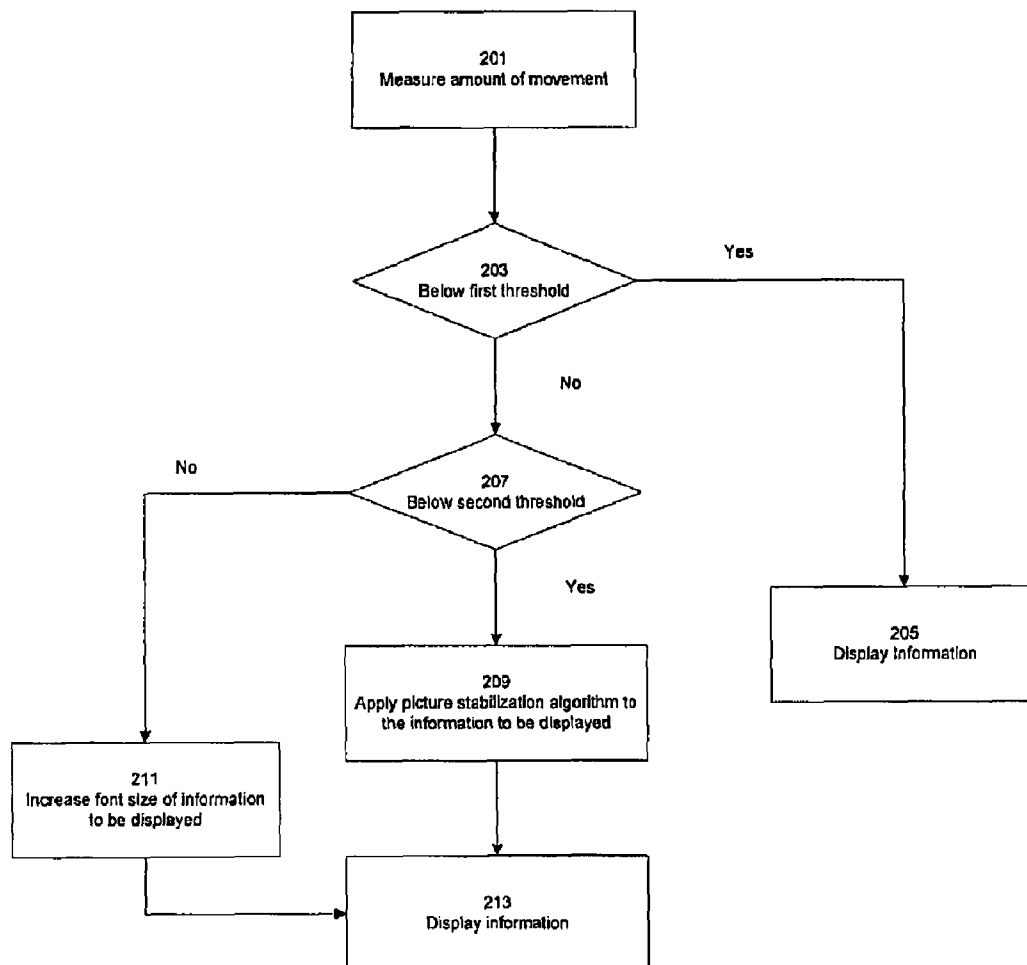 201
Measure amount of movement
203
Below first threshold
Yes
No
207
Below second threshold
No
Yes
205
Display Information
209
Apply picture stabilization algorithm to
the information to be displayed
211
Increase font size of information
to be displayed
213
Display information